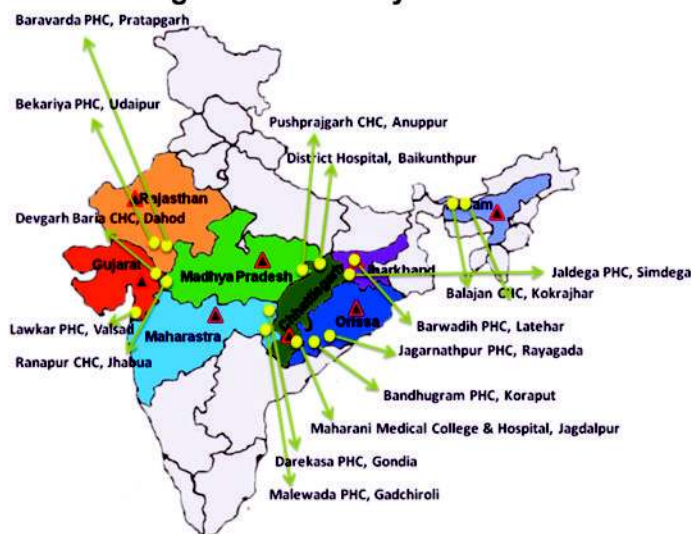 Baravarda PHC, Pratapgarh
Bekariya PHC, Udaipur
Pushprajgarh CHC, Anuppur
District Hospital, Baikunthpur
Rajasthan
Devgarh Baria CHC, Dahod
Gujarat
Madhya Pradesh
Jharkhand
Chhattisgarh
Jaldega PHC, Simdega
Balajan CHC, Kokrajhar
Lawkar PHC, Valsad
Maharastra
Orissa
Barwadih PHC, Latehar
Ranapur CHC, Jhabua
Jagarnathpur PHC, Rayagada
Bandhugram PHC, Koraput
Maharani Medical College & Hospital, Jagdalpur
Darekasa PHC, Gondia
Malewada PHC, Gadchiroli